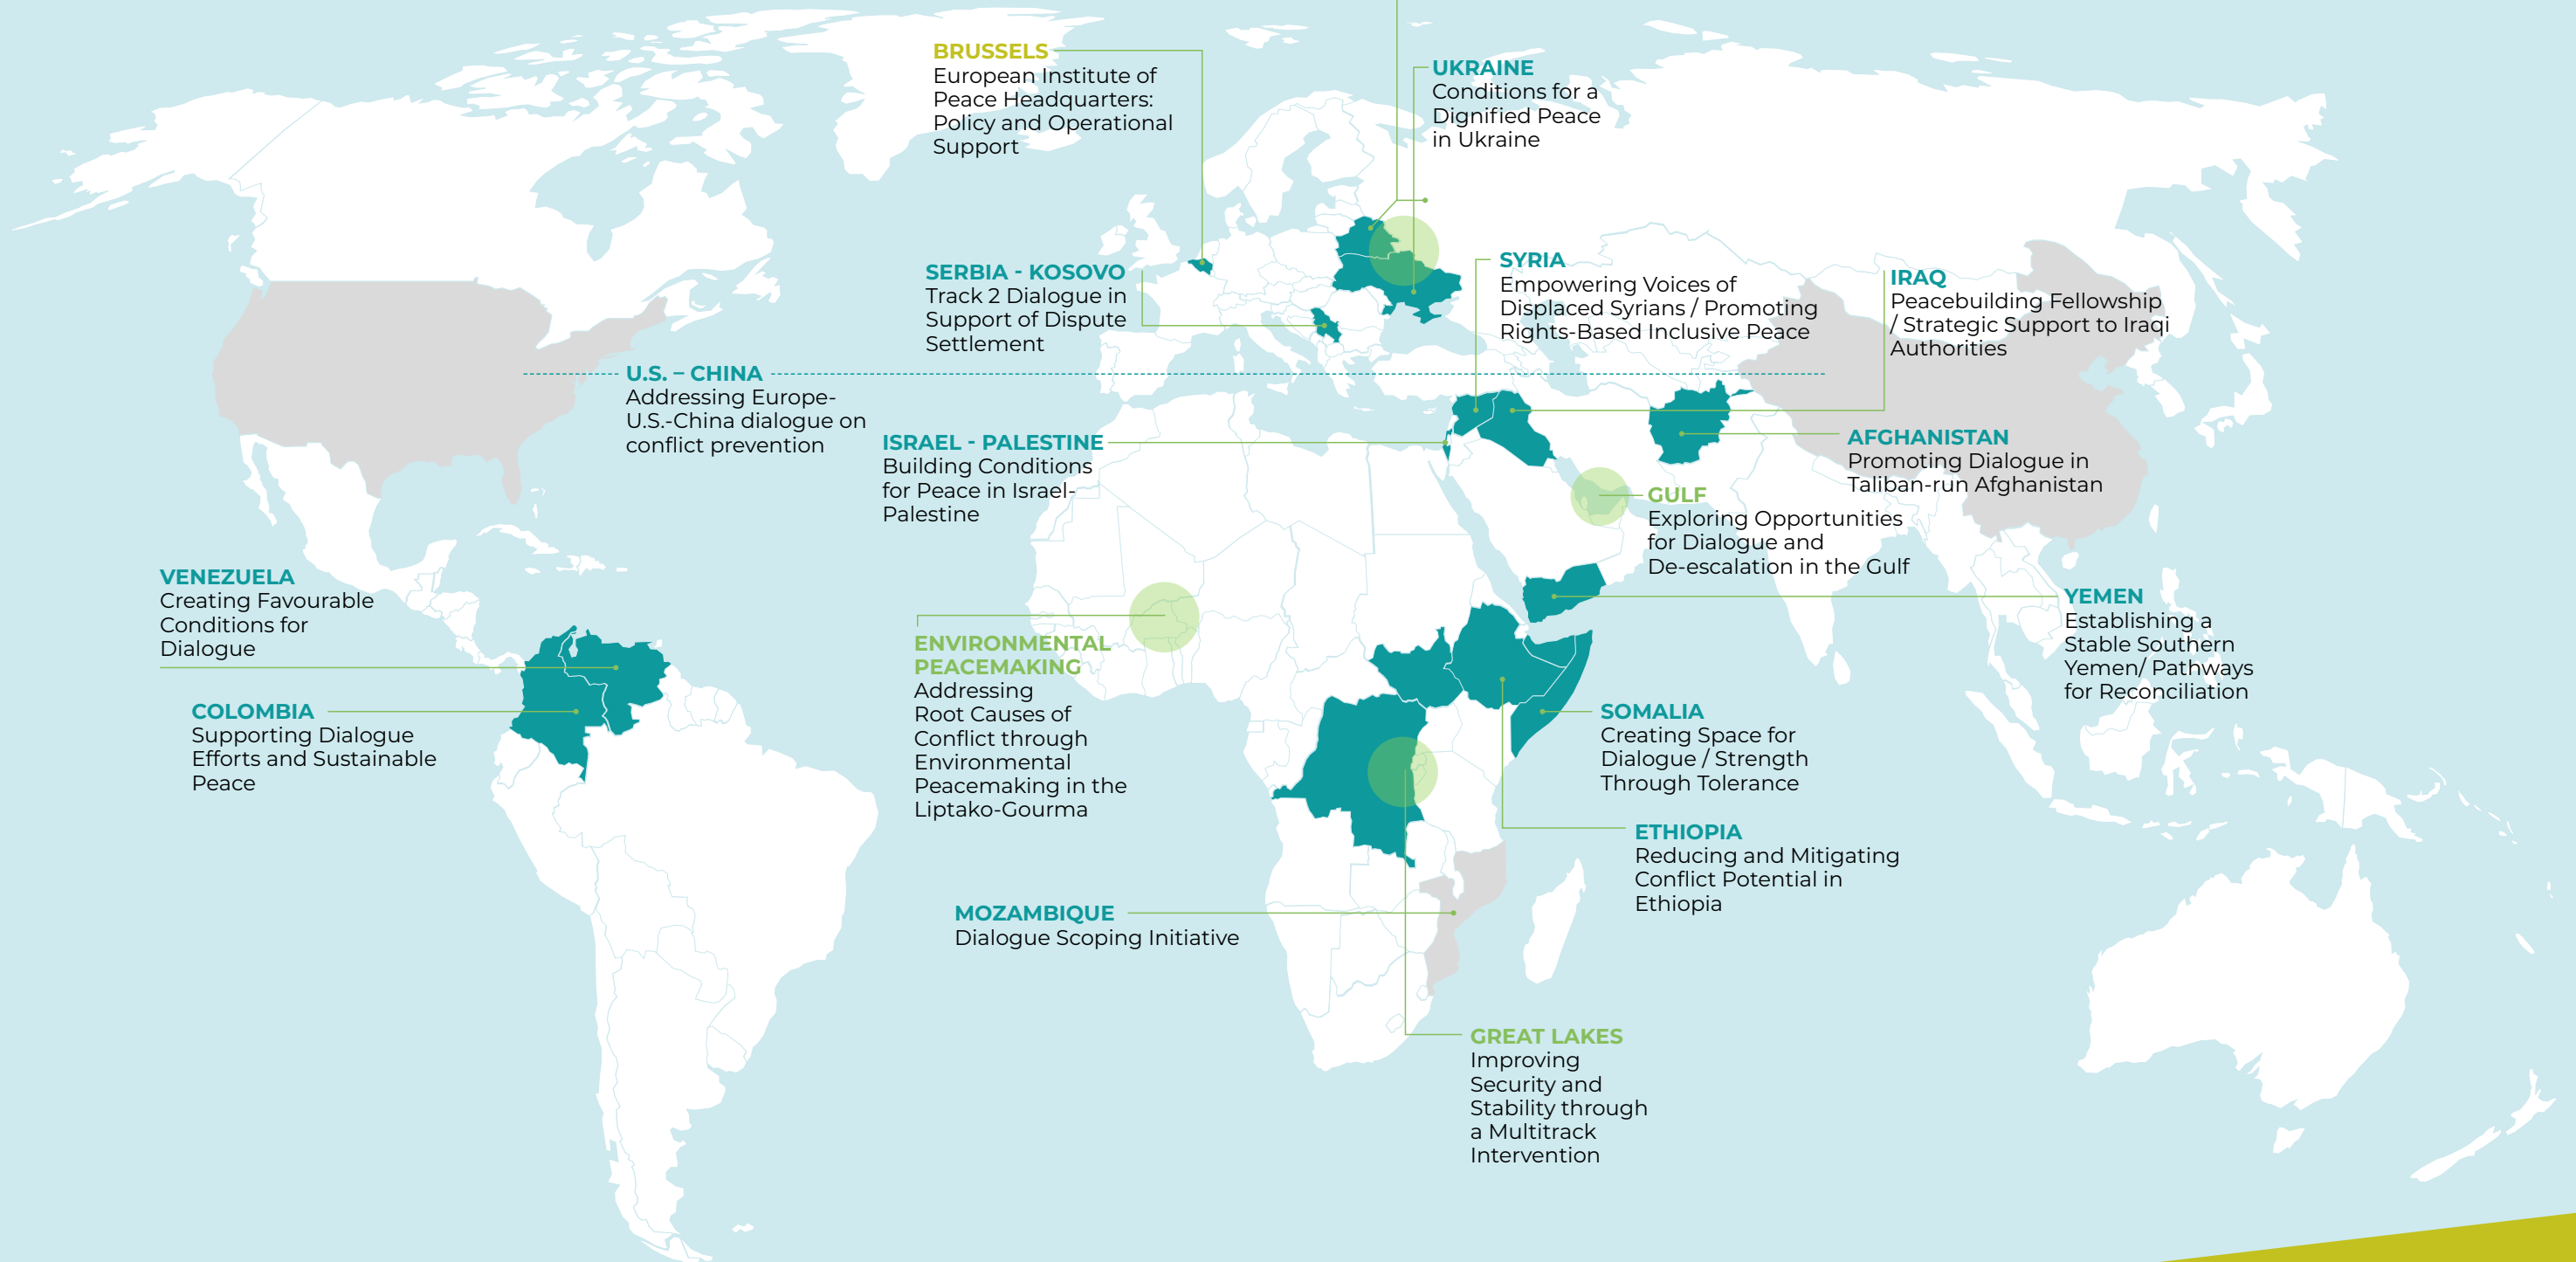 BRUSSELS
European Institute of
Peace Headquarters:
Policy and Operational
Support
UKRAINE
Conditions for a
Dignified Peace
in Ukraine
SERBIA - KOSOVO
Track 2 Dialogue in
Support of Dispute
Settlement
SYRIA
Empowering Voices of
Displaced Syrians / Promoting
Rights-Based Inclusive Peace
IRAQ
Peacebuilding Fellowship
/ Strategic Support to Iraqi
Authorities
U.S. – CHINA
Addressing Europe-
U.S.-China dialogue on
conflict prevention
ISRAEL - PALESTINE
Building Conditions
for Peace in Israel-
Palestine
AFGHANISTAN
Promoting Dialogue in
Taliban-run Afghanistan
GULF
Exploring Opportunities
for Dialogue and
De-escalation in the Gulf
VENEZUELA
Creating Favourable
Conditions for
Dialogue
YEMEN
Establishing a
Stable Southern
Yemen/ Pathways
for Reconciliation
ENVIRONMENTAL
PEACEMAKING
Addressing
Root Causes of
Conflict through
Environmental
Peacemaking in the
Liptako-Gourma
COLOMBIA
Supporting Dialogue
Efforts and Sustainable
Peace
SOMALIA
Creating Space for
Dialogue / Strength
Through Tolerance
ETHIOPIA
Reducing and Mitigating
Conflict Potential in
Ethiopia
MOZAMBIQUE
Dialogue Scoping Initiative
GREAT LAKES
Improving
Security and
Stability through
a Multitrack
Intervention